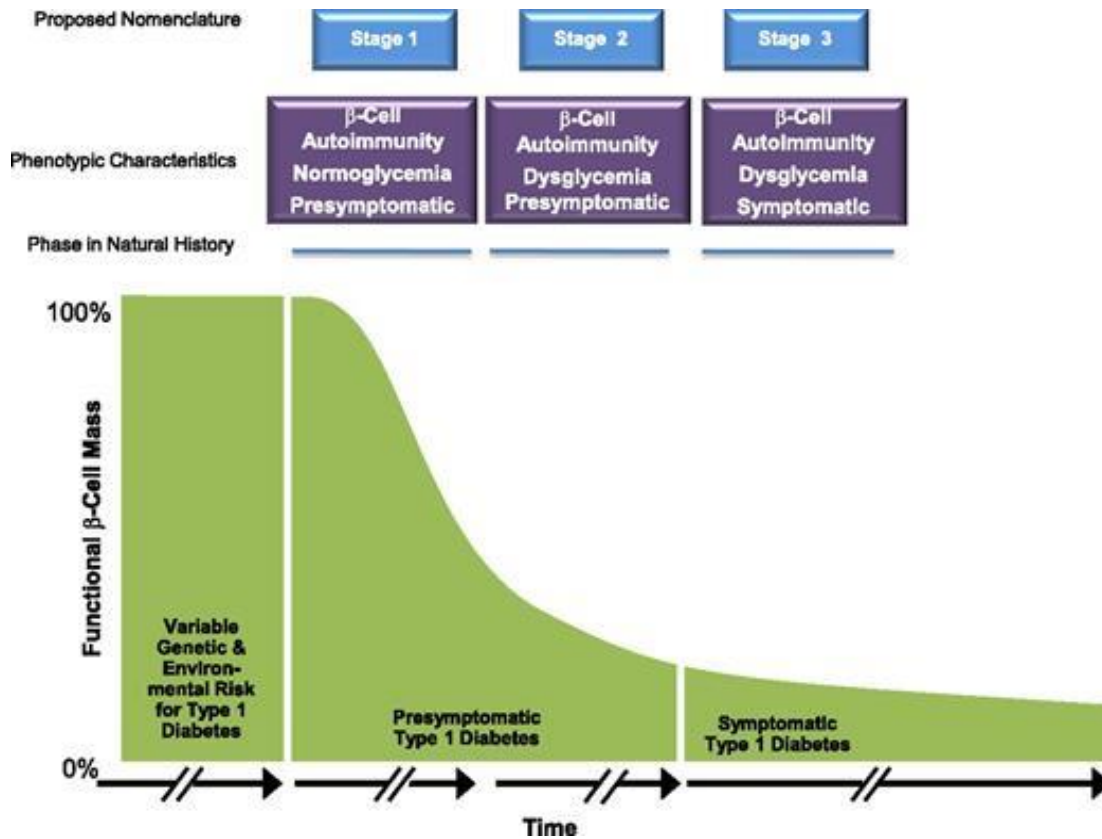 Proposed Nomenclature
Stage 1
Stage 2
Stage 3
Phenotypic Characteristics
β-Cell
Autoimmunity
Normoglycemia
Presymptomatic
β-Cell
Autoimmunity
Dysglycemia
Presymptomatic
β-Cell
Autoimmunity
Dysglycemia
Symptomatic
Phase in Natural History
100%
Functional β-Cell Mass
Variable
Genetic &
Environ-
mental Risk
for Type 1
Diabetes
Presymptomatic
Type 1 Diabetes
Symptomatic
Type 1 Diabetes
0%
Time